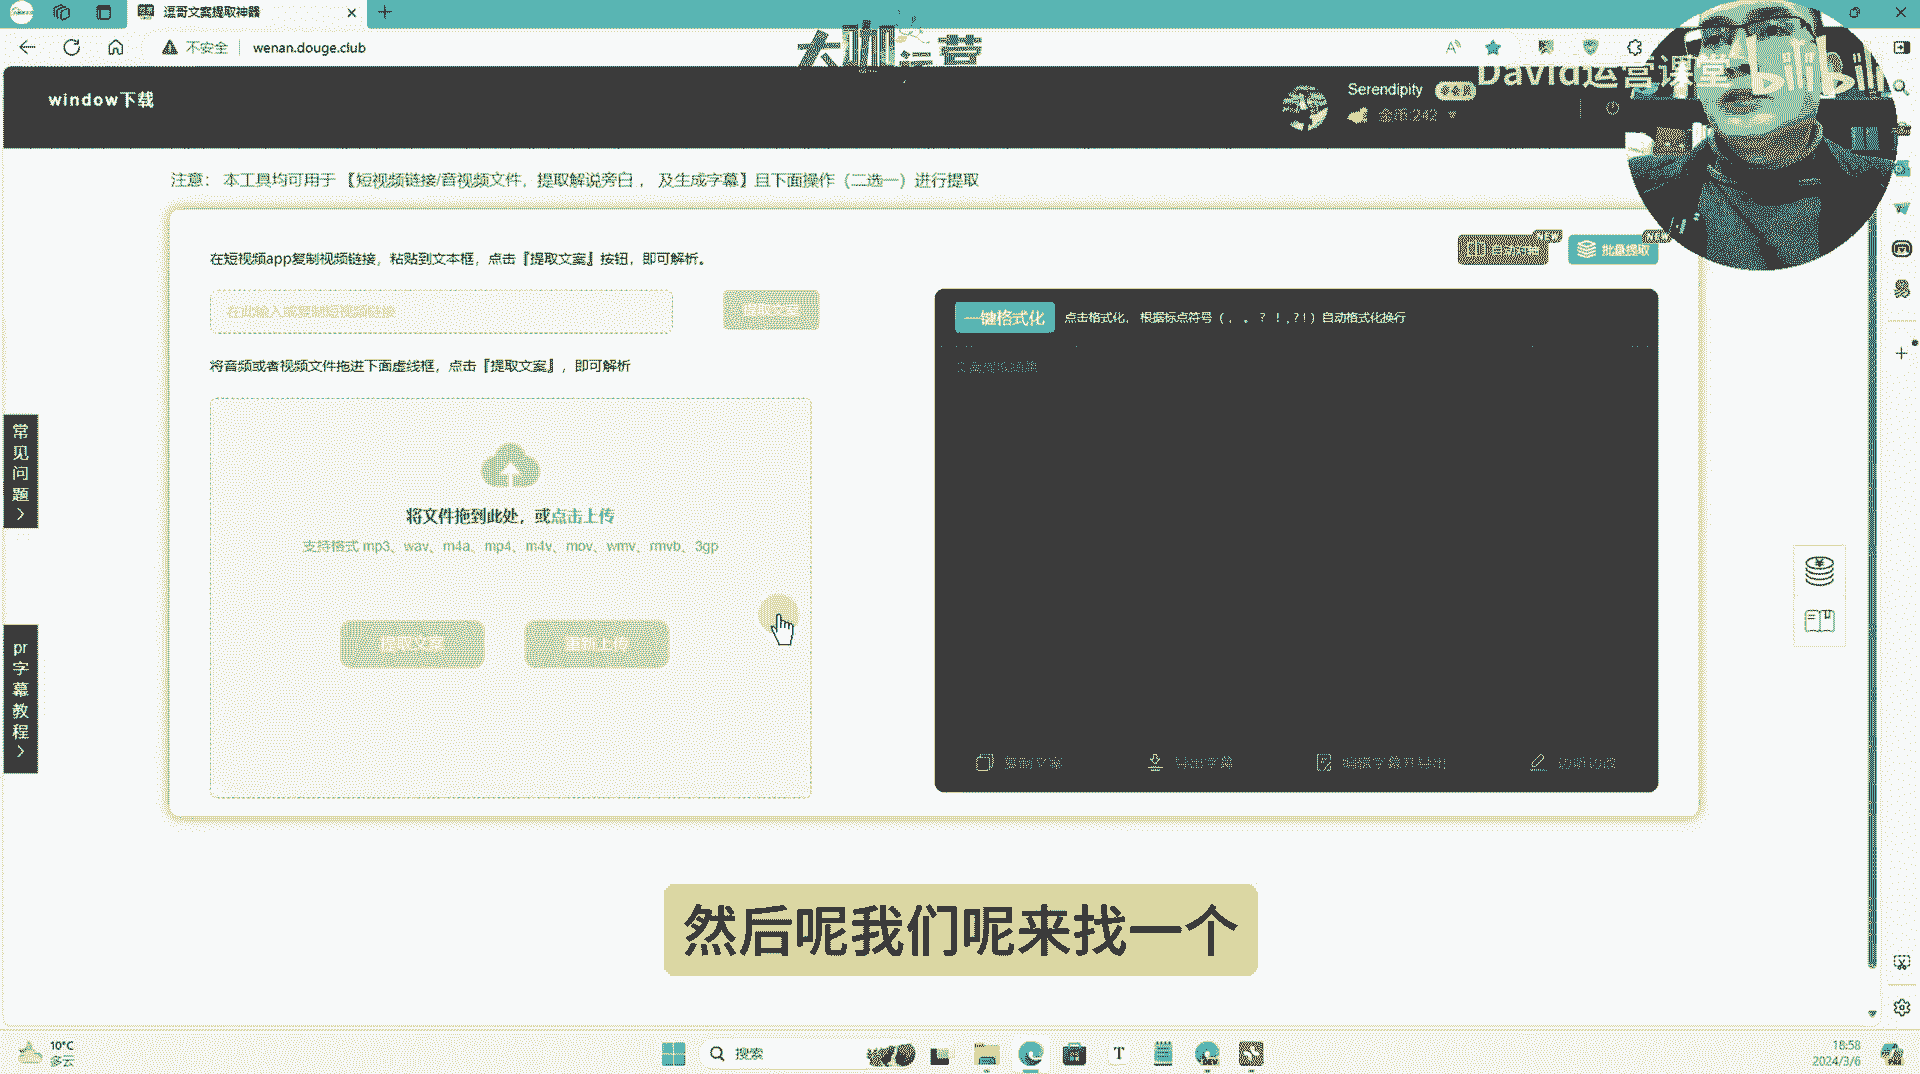 逗哥文案提取神器
不安全
wenan.douge.club
大咖运营
David运营课堂
bilibili
window下载
Serendipity
非会员
金币:242
注意： 本工具均可用于 【短视频链接/音视频文件，提取解说旁白 ， 及生成字幕】且下面操作（二选一）进行提取
在短视频app复制视频链接，粘贴到文本框，点击『提取文案』按钮，即可解析。
NEW
批量提取
NEW
在此输入或复制短视频链接
提取文案
一键格式化
点击格式化， 根据标点符号（ , 。 ? ! ,?!）自动格式化换行
将音频或者视频文件拖进下面虚线框，点击『提取文案』，即可解析
文案提取结果
常见问题
将文件拖到此处，或点击上传
支持格式 mp3、wav、m4a、mp4、m4v、mov、wmv、rmvb、3gp
提取文案
重新上传
pr字幕教程
复制文案
导出字幕
编辑字幕并导出
边听边改
然后呢我们呢来找一个
10°C
多云
搜索
DEV
18:58
2024/3/6